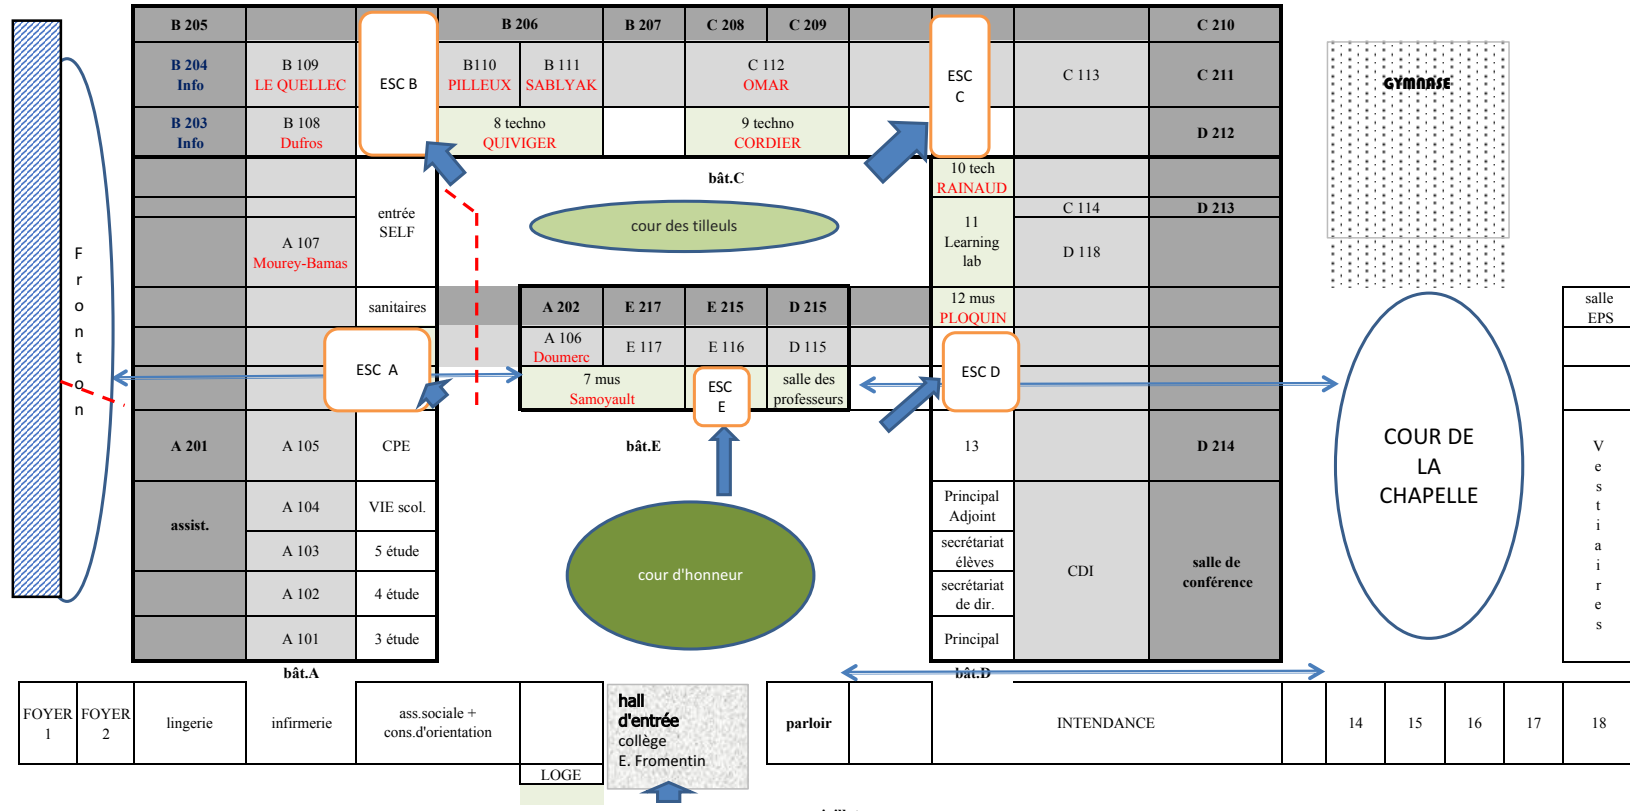 B 205
B 206
B 207
C 208
C 209
C 210
B 204
Info
B 109
LE QUELLEC
ESC B
B110
PILLEUX
B 111
SABLYAK
C 112
OMAR
ESC
C
C 113
C 211
GYMNASE
B 203
Info
B 108
Dufros
8 techno
QUIVIGER
9 techno
CORDIER
D 212
bât.C
10 tech
RAINAUD
entrée
SELF
cour des tilleuls
C 114
D 213
A 107
Mourey-Bamas
11
Learning
lab
D 118
Fronton
sanitaires
A 202
E 217
E 215
D 215
12 mus
PLOQUIN
salle
EPS
A 106
Doumerc
E 117
E 116
D 115
ESC A
7 mus
Samoyault
ESC
E
salle des
professeurs
ESC D
A 201
A 105
CPE
bât.E
13
D 214
COUR DE
LA
CHAPELLE
Vestiaires
assist.
A 104
VIE scol.
Principal
Adjoint
A 103
5 étude
secrétariat
élèves
CDI
salle de
conférence
cour d'honneur
A 102
4 étude
secrétariat
de dir.
A 101
3 étude
Principal
bât.A
bât.D
FOYER
1
FOYER
2
lingerie
infirmerie
ass.sociale +
cons.d'orientation
hall
d'entrée
collège
E. Fromentin
parloir
INTENDANCE
14
15
16
17
18
LOGE